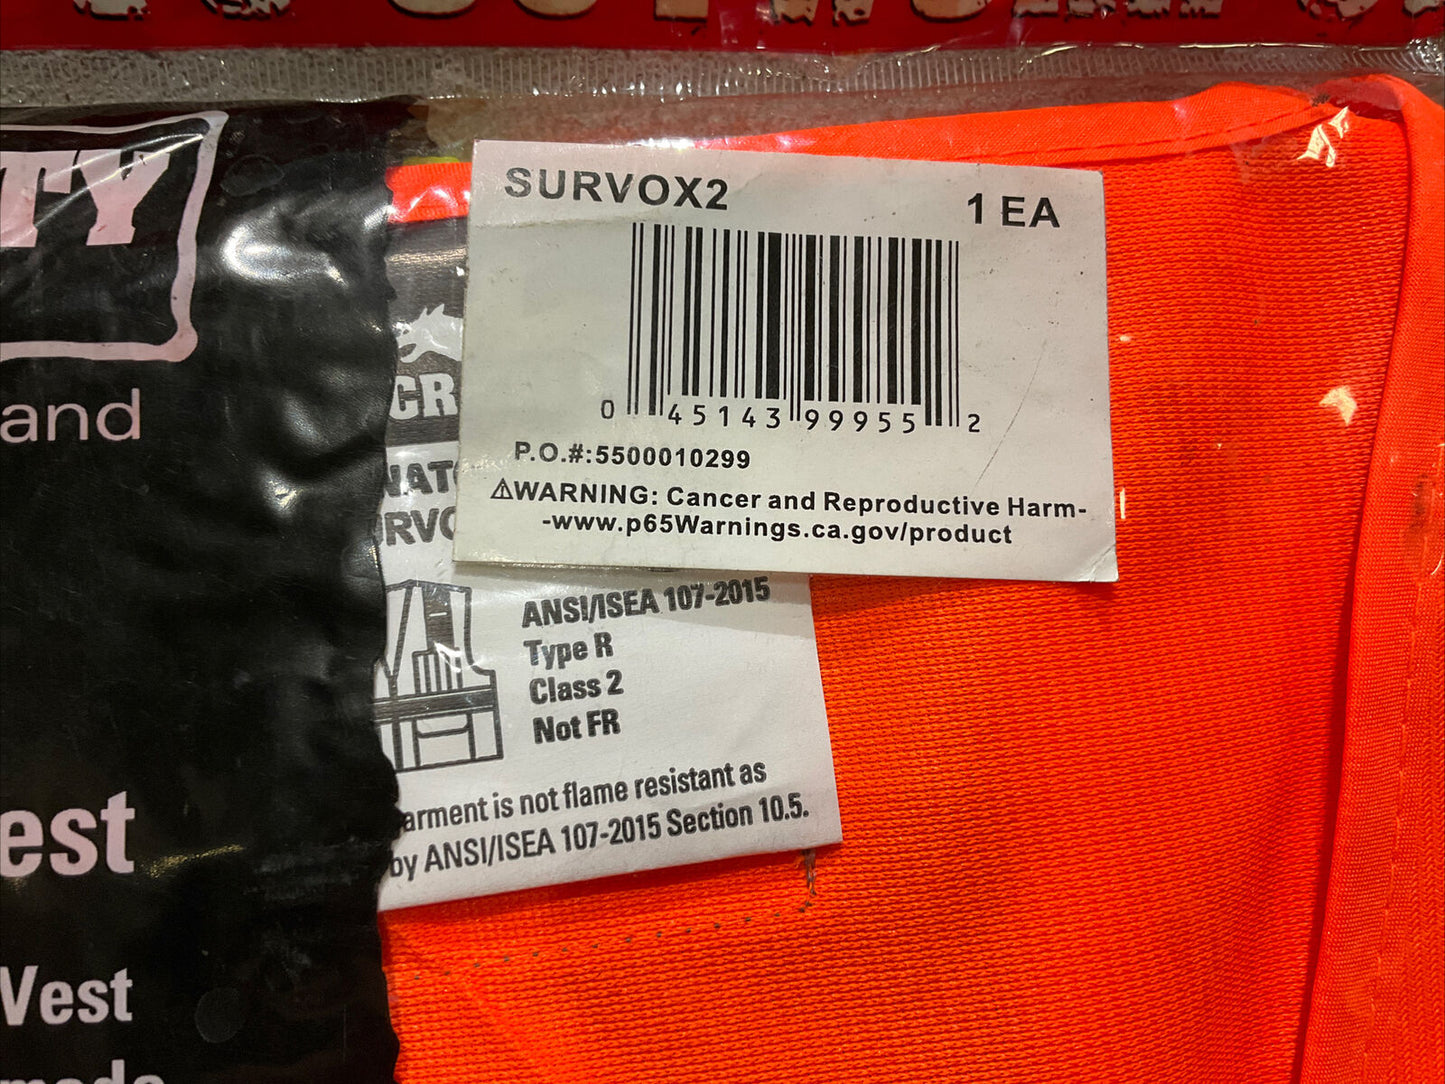 TY
and
est
Vest
SURVOX2
1 EA
0 45143 99955 2
P.O.#:5500010299
⚠WARNING: Cancer and Reproductive Harm-
-www.p65Warnings.ca.gov/product
CR
ANSI/ISEA 107-2015
Type R
Class 2
Not FR
arment is not flame resistant as
by ANSI/ISEA 107-2015 Section 10.5.